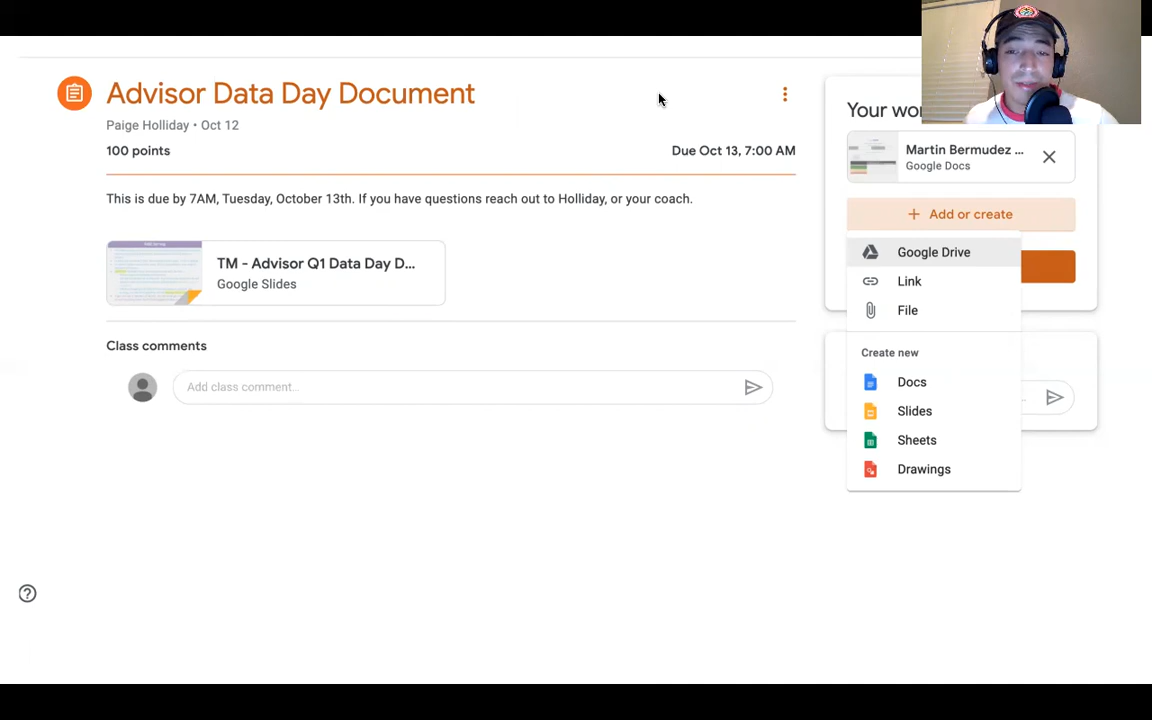 Advisor Data Day Document
Paige Holliday • Oct 12
100 points
Due Oct 13, 7:00 AM
This is due by 7AM, Tuesday, October 13th. If you have questions reach out to Holliday, or your coach.
TM - Advisor Q1 Data Day D...
Google Slides
Class comments
Add class comment...
Your
Martin Bermudez ...
Google Docs
+ Add or create
Google Drive
Link
File
Create new
Docs
Slides
Sheets
Drawings